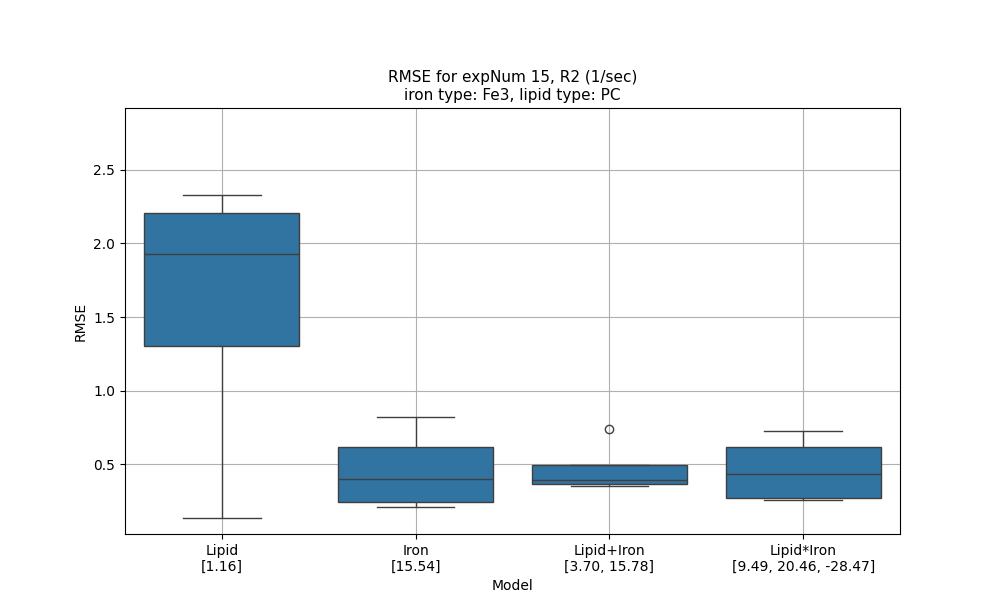 RMSE for expNum 15, R2 (1/sec)
iron type: Fe3, lipid type: PC
RMSE
2.5
2.0
1.5
1.0
0.5
Lipid
[1.16]
Iron
[15.54]
Lipid+Iron
[3.70, 15.78]
Lipid*Iron
[9.49, 20.46, -28.47]
Model